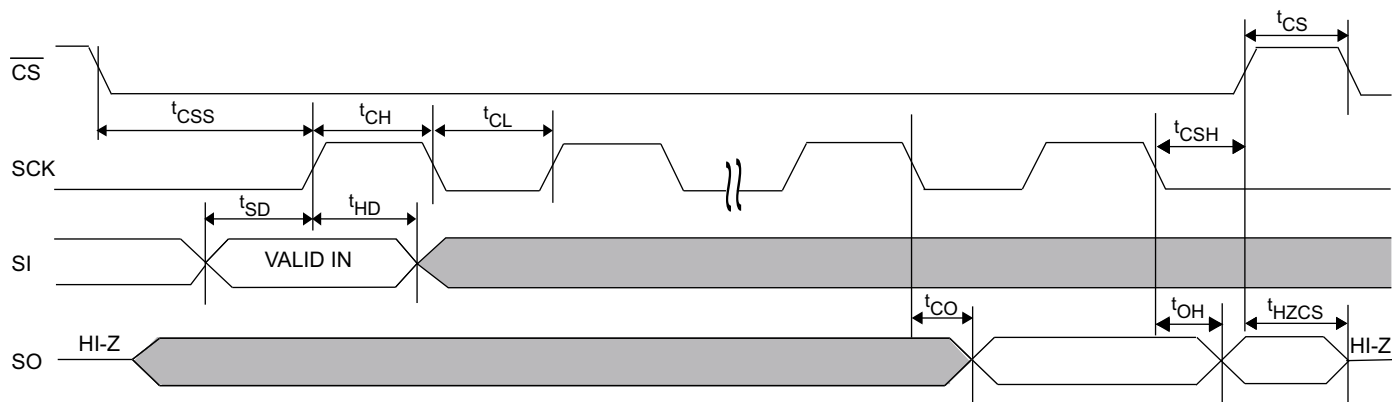 tCS
CS
tCSS
tCH
tCL
tCSH
SCK
tSD
tHD
SI
VALID IN
tCO
tOH
tHZCS
SO
HI-Z
HI-Z